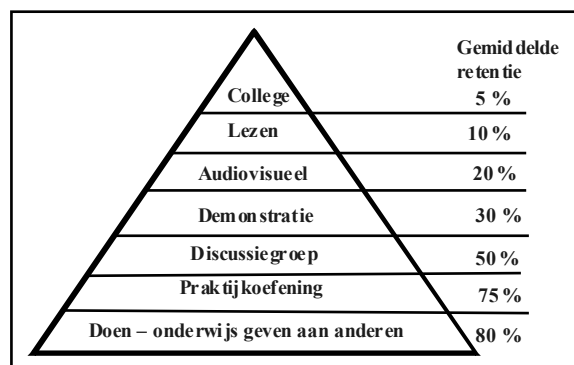 Gemiddelde
retentie
College 5 %
Lezen 10 %
Audiovisueel 20 %
Demonstratie 30 %
Discussiegroep 50 %
Praktijkoefening 75 %
Doen – onderwijs geven aan anderen 80 %